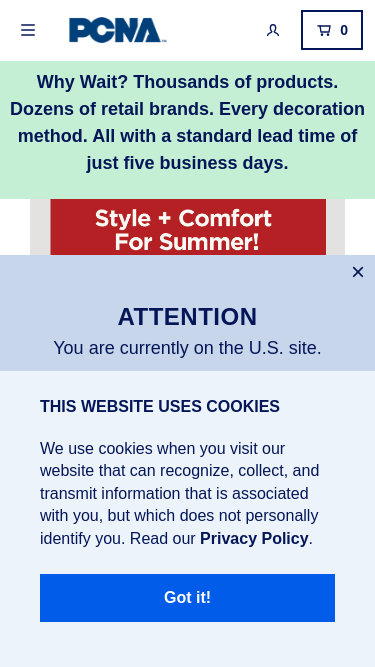 PCNA
0
Why Wait? Thousands of products.
Dozens of retail brands. Every decoration
method. All with a standard lead time of
just five business days.
Style + Comfort
For Summer!
ATTENTION
You are currently on the U.S. site.
THIS WEBSITE USES COOKIES
We use cookies when you visit our
website that can recognize, collect, and
transmit information that is associated
with you, but which does not personally
identify you. Read our Privacy Policy.
Got it!